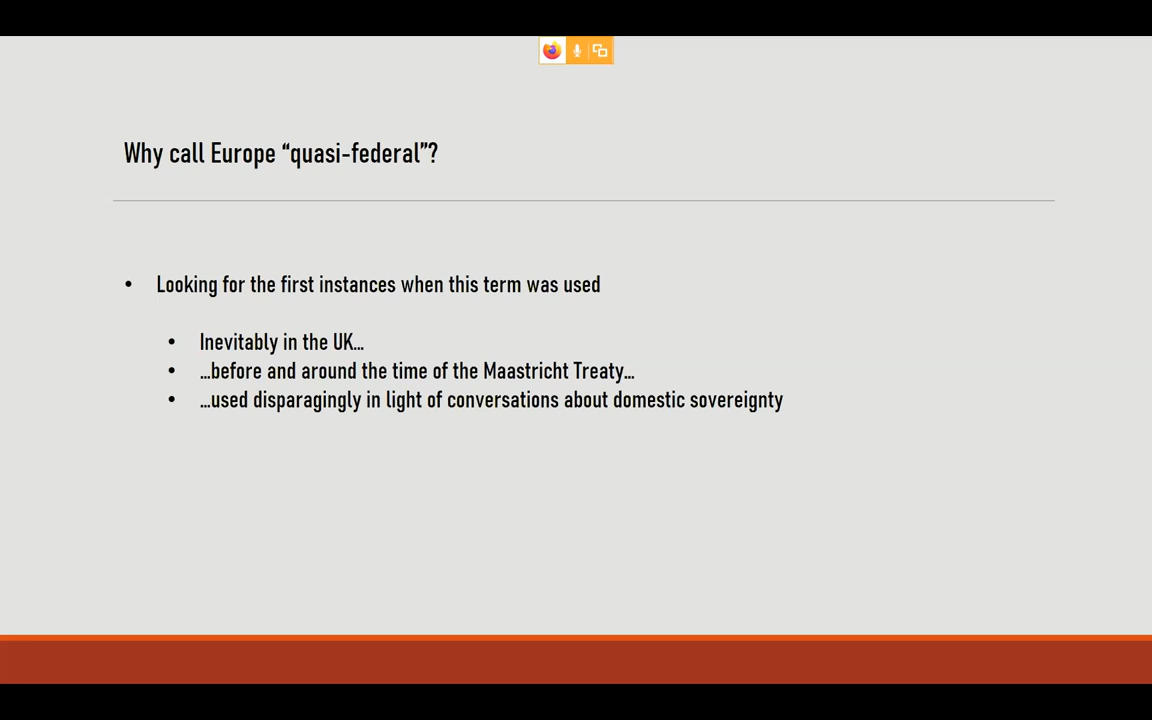 Why call Europe “quasi-federal”?
• Looking for the first instances when this term was used
• Inevitably in the UK...
• ...before and around the time of the Maastricht Treaty...
• ...used disparagingly in light of conversations about domestic sovereignty